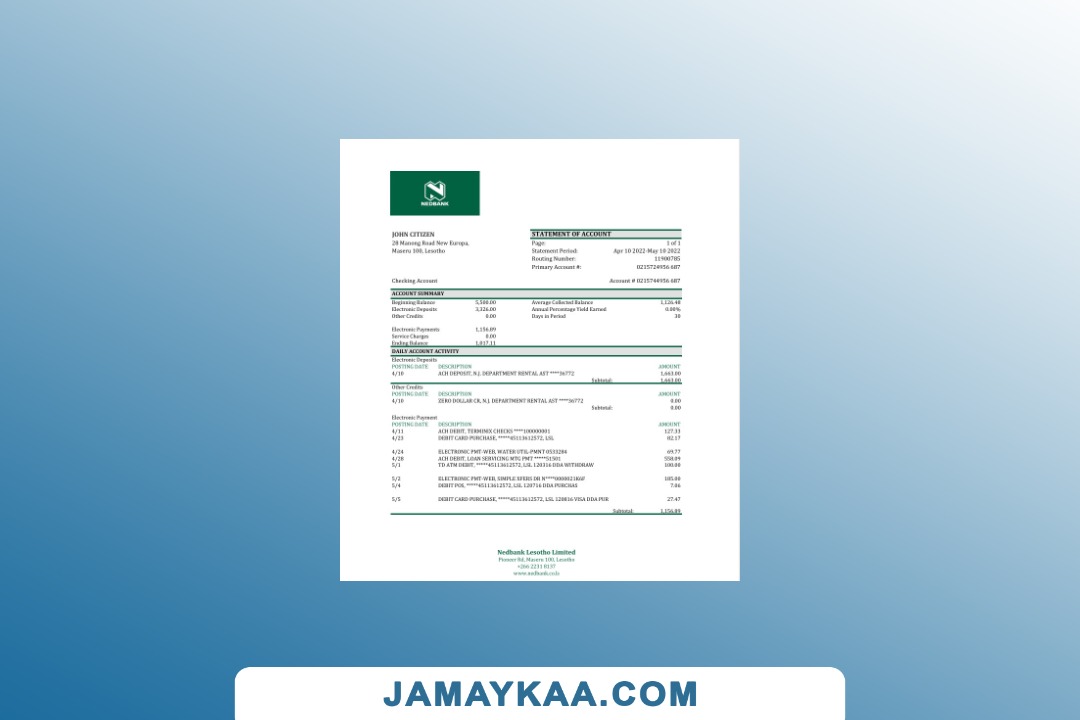 NEDBANK
JOHN CITIZEN
28 Manong Road New Europa,
Maseru 100, Lesotho
STATEMENT OF ACCOUNT
Page: 1 of 1
Statement Period: Apr 10 2022-May 10 2022
Routing Number: 11900785
Primary Account #: 0215724956 687
Checking Account Account # 0215744956 687
ACCOUNT SUMMARY
Beginning Balance 5,500.00 Average Collected Balance 1,126.48
Electronic Deposits 3,326.00 Annual Percentage Yield Earned 0.00%
Other Credits 0.00 Days in Period 30
Electronic Payments 1,156.89
Service Charges 0.00
Ending Balance 1,017.11
DAILY ACCOUNT ACTIVITY
Electronic Deposits
POSTING DATE DESCRIPTION AMOUNT
4/10 ACH DEPOSIT, N.J. DEPARTMENT RENTAL AST ****36772 1,663.00
Subtotal: 1,663.00
Other Credits
POSTING DATE DESCRIPTION AMOUNT
4/10 ZERO DOLLAR CR, N.J. DEPARTMENT RENTAL AST ****36772 0.00
Subtotal: 0.00
Electronic Payment
POSTING DATE DESCRIPTION AMOUNT
4/11 ACH DEBIT, TERMINIX CHECKS ****100000001 127.33
4/23 DEBIT CARD PURCHASE, *****45113612572, LSL 82.17
4/24 ELECTRONIC PMT-WEB, WATER UTIL-PMNT 0533284 69.77
4/28 ACH DEBIT, LOAN SERVICING MTG PMT *****51501 558.09
5/1 TD ATM DEBIT, *****45113612572, LSL 120316 DDA WITHDRAW 100.00
5/2 ELECTRONIC PMT-WEB, SIMPLE XFERS DR 185.00
5/4 DEBIT POS, *****45113612572, LSL 120716 DDA PURCHAS 7.06
5/5 DEBIT CARD PURCHASE, *****45113612572, LSL 120816 VISA DDA PUR 27.47
Subtotal: 1,156.89
Nedbank Lesotho Limited
Pioneer Rd, Maseru 100, Lesotho
+266 2231 8137
www.nedbank.co.ls
JAMAYKAA.COM